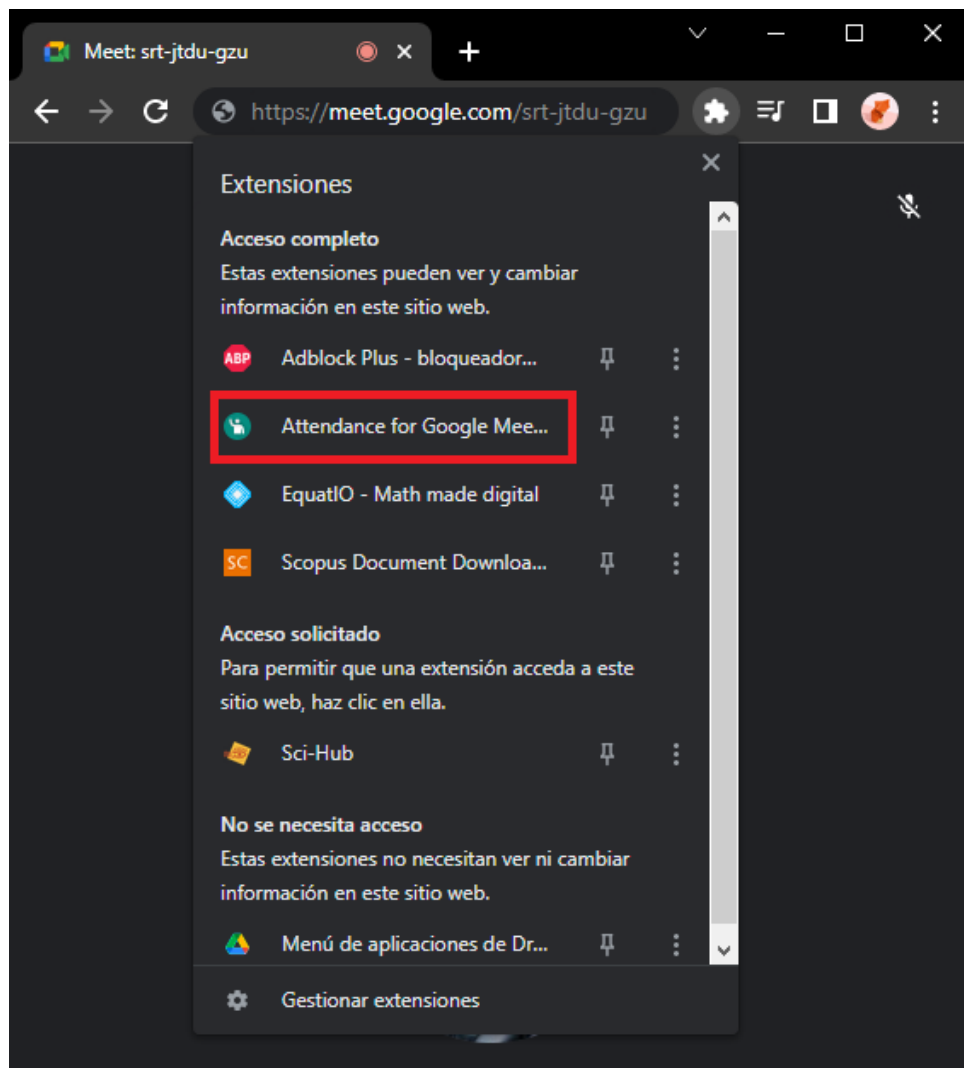 Meet: srt-jtdu-gzu
https://meet.google.com/srt-jtdu-gzu
Extensiones
Acceso completo
Estas extensiones pueden ver y cambiar
información en este sitio web.
ABP Adblock Plus - bloqueador...
Attendance for Google Mee...
EquatIO - Math made digital
SC Scopus Document Downloa...
Acceso solicitado
Para permitir que una extensión acceda a este
sitio web, haz clic en ella.
Sci-Hub
No se necesita acceso
Estas extensiones no necesitan ver ni cambiar
información en este sitio web.
Menú de aplicaciones de Dr...
Gestionar extensiones